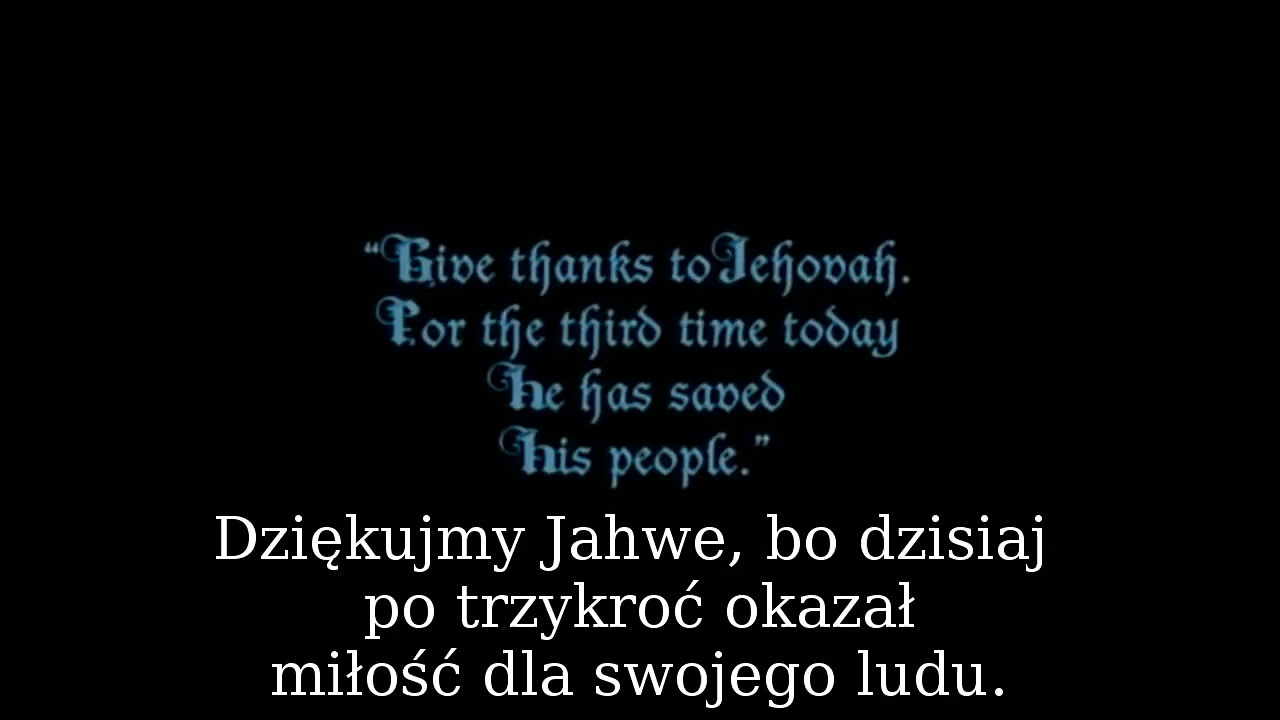 “Give thanks to Jehovah.
For the third time today
He has saved
His people.”
Dziękujmy Jahwe, bo dzisiaj
po trzykroć okazał
miłość dla swojego ludu.